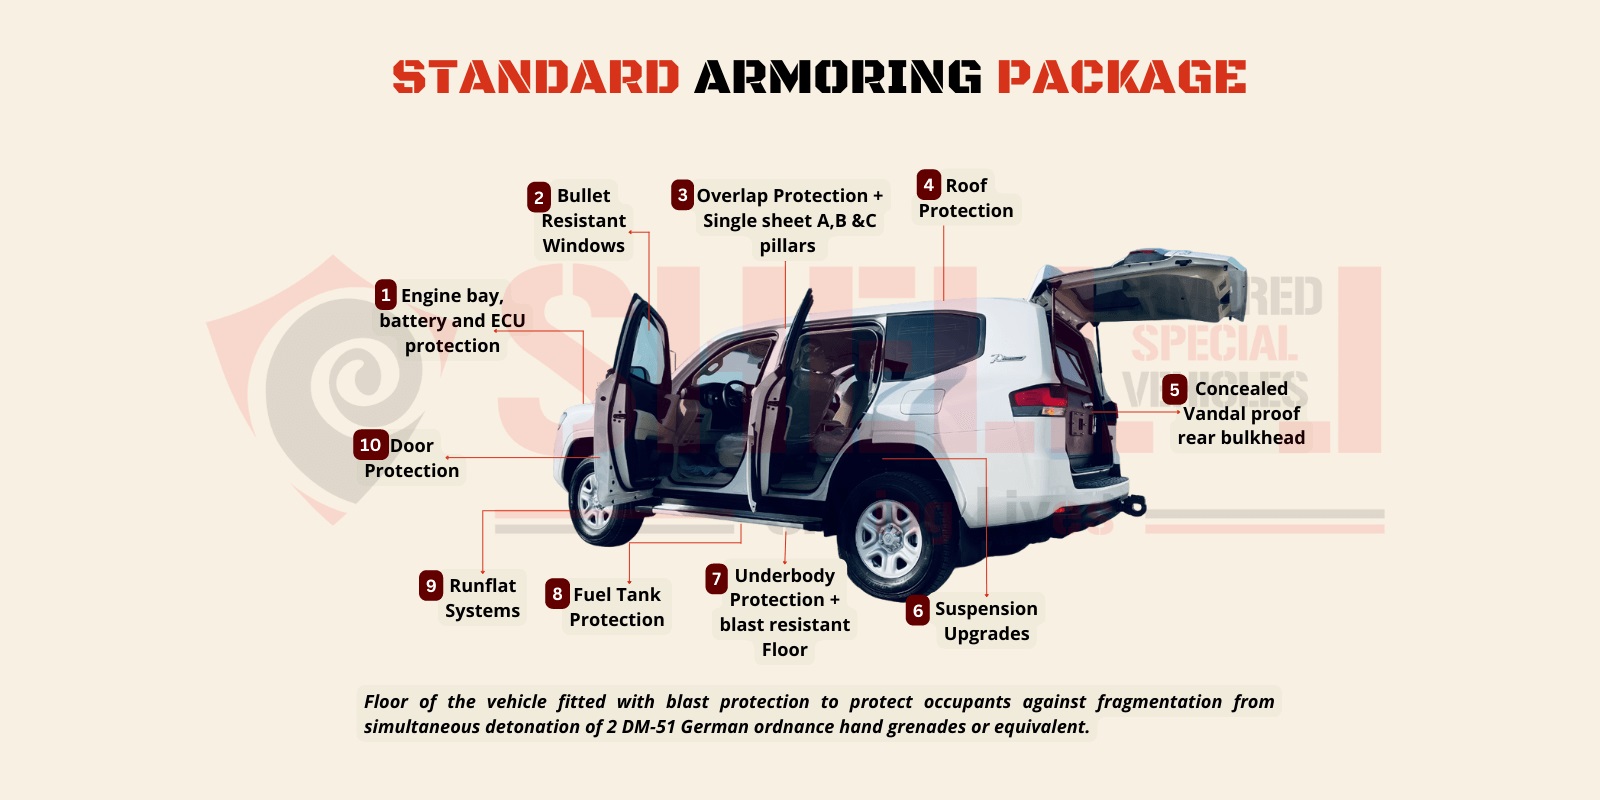 STANDARD ARMORING PACKAGE
2 Bullet
Resistant
Windows
3 Overlap Protection +
Single sheet A,B &C
pillars
4 Roof
Protection
1 Engine bay,
battery and ECU
protection
SPECIAL
VEHICLES
5 Concealed
Vandal proof
rear bulkhead
10 Door
Protection
9 Runflat
Systems
8 Fuel Tank
Protection
7 Underbody
Protection +
blast resistant
Floor
6 Suspension
Upgrades
Floor of the vehicle fitted with blast protection to protect occupants against fragmentation from
simultaneous detonation of 2 DM-51 German ordnance hand grenades or equivalent.